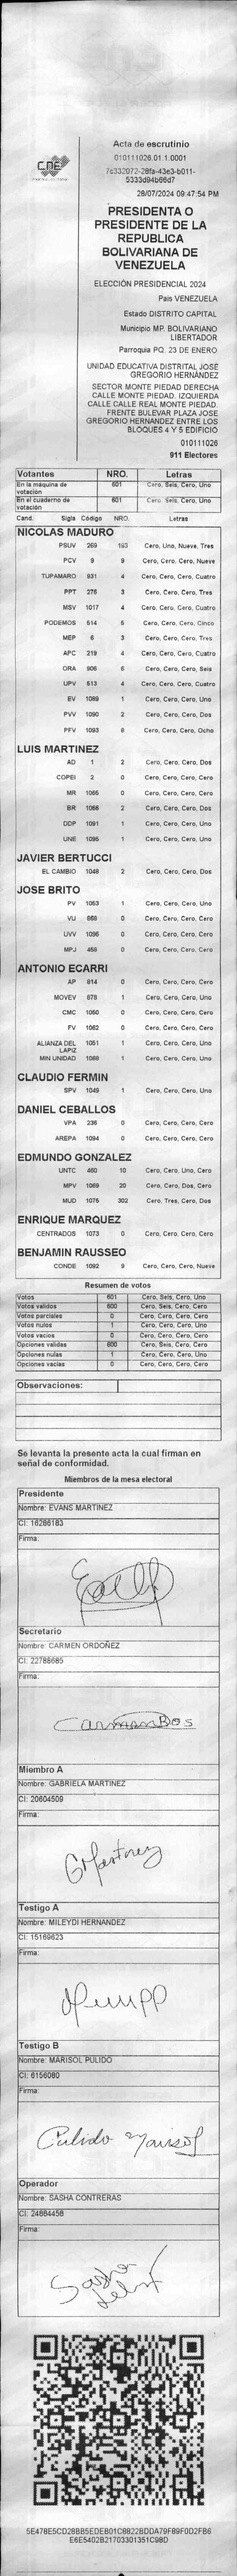 CNE
Acta de escrutinio
010111026.01.1.0001
7c332072-28fa-43e3-b011-
5333d94b66d7
28/07/2024 09:47:54 PM
PRESIDENTA O
PRESIDENTE DE LA
REPUBLICA
BOLIVARIANA DE
VENEZUELA
ELECCIÓN PRESIDENCIAL 2024
Pais VENEZUELA
Estado DISTRITO CAPITAL
Municipio MP. BOLIVARIANO
LIBERTADOR
Parroquia PQ. 23 DE ENERO
UNIDAD EDUCATIVA DISTRITAL JOSÉ
GREGORIO HERNÁNDEZ
SECTOR MONTE PIEDAD DERECHA
CALLE MONTE PIEDAD. IZQUIERDA
CALLE CALLE REAL MONTE PIEDAD.
FRENTE BULEVAR PLAZA JOSE
GREGORIO HERNANDEZ ENTRE LOS
BLOQUES 4 Y 5 EDIFICIO
010111026
911 Electores
Votantes NRO. Letras
En la máquina de votación 601 Cero, Seis, Cero, Uno
En el cuaderno de votación 601 Cero, Seis, Cero, Uno
Cand. Sigla Código NRO. Letras
NICOLAS MADURO
PSUV 269 193 Cero, Uno, Nueve, Tres
PCV 9 9 Cero, Cero, Cero, Nueve
TUPAMARO 931 4 Cero, Cero, Cero, Cuatro
PPT 275 3 Cero, Cero, Cero, Tres
MSV 1017 4 Cero, Cero, Cero, Cuatro
PODEMOS 514 5 Cero, Cero, Cero, Cinco
MEP 6 3 Cero, Cero, Cero, Tres
APC 219 4 Cero, Cero, Cero, Cuatro
ORA 906 6 Cero, Cero, Cero, Seis
UPV 513 4 Cero, Cero, Cero, Cuatro
EV 1089 1 Cero, Cero, Cero, Uno
PVV 1090 2 Cero, Cero, Cero, Dos
PFV 1093 8 Cero, Cero, Cero, Ocho
LUIS MARTINEZ
AD 1 2 Cero, Cero, Cero, Dos
COPEI 2 0 Cero, Cero, Cero, Cero
MR 1065 0 Cero, Cero, Cero, Cero
BR 1066 2 Cero, Cero, Cero, Dos
DDP 1091 1 Cero, Cero, Cero, Uno
UNE 1095 1 Cero, Cero, Cero, Uno
JAVIER BERTUCCI
EL CAMBIO 1048 2 Cero, Cero, Cero, Dos
JOSE BRITO
PV 1053 1 Cero, Cero, Cero, Uno
VU 868 0 Cero, Cero, Cero, Cero
UVV 1096 0 Cero, Cero, Cero, Cero
MPJ 458 0 Cero, Cero, Cero, Cero
ANTONIO ECARRI
AP 814 0 Cero, Cero, Cero, Cero
MOVEV 876 1 Cero, Cero, Cero, Uno
CMC 1050 0 Cero, Cero, Cero, Cero
FV 1062 0 Cero, Cero, Cero, Cero
ALIANZA DEL LAPIZ 1051 1 Cero, Cero, Cero, Uno
MIN UNIDAD 1068 1 Cero, Cero, Cero, Uno
CLAUDIO FERMIN
SPV 1049 1 Cero, Cero, Cero, Uno
DANIEL CEBALLOS
VPA 236 0 Cero, Cero, Cero, Cero
AREPA 1094 0 Cero, Cero, Cero, Cero
EDMUNDO GONZALEZ
UNTC 460 10 Cero, Cero, Uno, Cero
MPV 1069 20 Cero, Cero, Dos, Cero
MUD 1075 302 Cero, Tres, Cero, Dos
ENRIQUE MARQUEZ
CENTRADOS 1073 0 Cero, Cero, Cero, Cero
BENJAMIN RAUSSEO
CONDE 1092 9 Cero, Cero, Cero, Nueve
Resumen de votos
Votos 601 Cero, Seis, Cero, Uno
Votos validos 600 Cero, Seis, Cero, Cero
Votos parciales 0 Cero, Cero, Cero, Cero
Votos nulos 1 Cero, Cero, Cero, Uno
Votos vacios 0 Cero, Cero, Cero, Cero
Opciones validas 600 Cero, Seis, Cero, Cero
Opciones nulas 1 Cero, Cero, Cero, Uno
Opciones vacias 0 Cero, Cero, Cero, Cero
Observaciones:
Se levanta la presente acta la cual firman en
señal de conformidad.
Miembros de la mesa electoral
Presidente
Nombre: EVANS MARTINEZ
CI: 16286183
Firma:
Secretario
Nombre: CARMEN ORDOÑEZ
CI: 22788685
Firma:
Miembro A
Nombre: GABRIELA MARTINEZ
CI: 20604509
Firma:
GMartinez
Testigo A
Nombre: MILEYDI HERNANDEZ
CI: 15169623
Firma:
Testigo B
Nombre: MARISOL PULIDO
CI: 6156080
Firma:
Pulido Marisol
Operador
Nombre: SASHA CONTRERAS
CI: 24884458
Firma:
Sasha
5E478E5CD28BB5EDEB01C8822BDDA79F89F0D2FB6
E6E5402B21703301351C98D